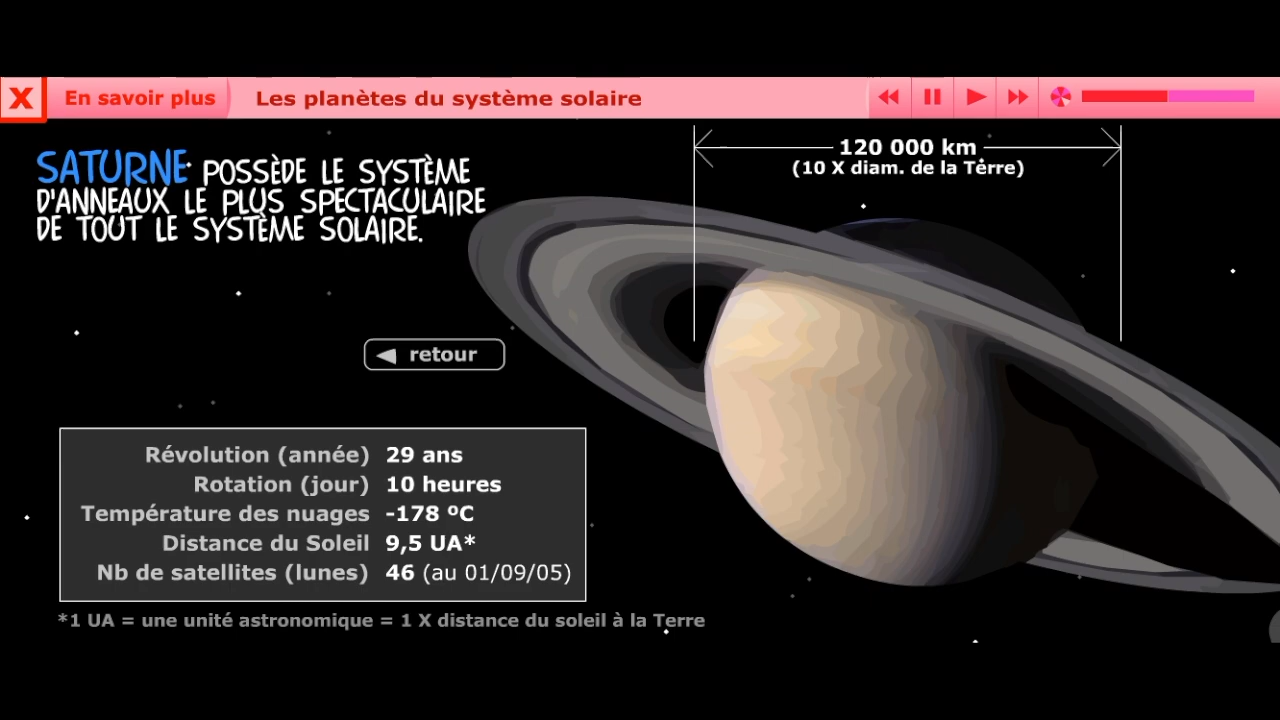 X
En savoir plus
Les planètes du système solaire
120 000 km
(10 X diam. de la Terre)
SATURNE POSSÈDE LE SYSTÈME
D'ANNEAUX LE PLUS SPECTACULAIRE
DE TOUT LE SYSTÈME SOLAIRE.
retour
Révolution (année) 29 ans
Rotation (jour) 10 heures
Température des nuages -178 ºC
Distance du Soleil 9,5 UA*
Nb de satellites (lunes) 46 (au 01/09/05)
*1 UA = une unité astronomique = 1 X distance du soleil à la Terre